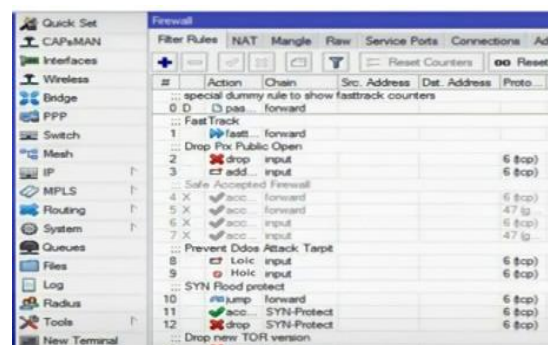 Quick Set
CAPsMAN
Interfaces
Wireless
Bridge
PPP
Switch
Mesh
IP
MPLS
Routing
System
Queues
Files
Log
Radius
Tools
New Terminal
Firewall
Filter Rules NAT Mangle Raw Service Ports Connections Ad
Reset Counters 00 Reset
# Action Chain Src. Address Dst. Address Proto...
::: special dummy rule to show fasttrack counters
0 D pas... forward
::: FastTrack
1 fastt... forward
::: Drop Prx Public Open
2 drop input 6 (tcp)
3 add... input 6 (tcp)
::: Safe Accepted Firewall
4 X acc... forward 6 (tcp)
5 X acc... forward 47 (g...
6 X acc... input 6 (tcp)
7 X acc... input 47 (g...
::: Prevent Ddos Attack Tarpit
8 Loic input 6 (tcp)
9 Hoic input 6 (tcp)
::: SYN Flood protect
10 jump forward 6 (tcp)
11 acc... SYN-Protect 6 (tcp)
12 drop SYN-Protect 6 (tcp)
::: Drop new TOR version